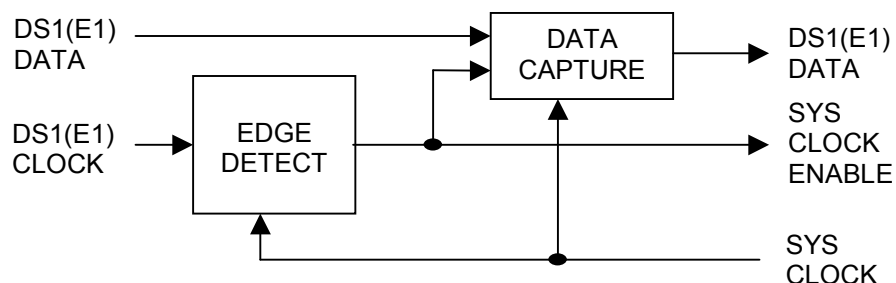 DS1(E1)
DATA
DATA
CAPTURE
DS1(E1)
DATA
DS1(E1)
CLOCK
EDGE
DETECT
SYS
CLOCK
ENABLE
SYS
CLOCK